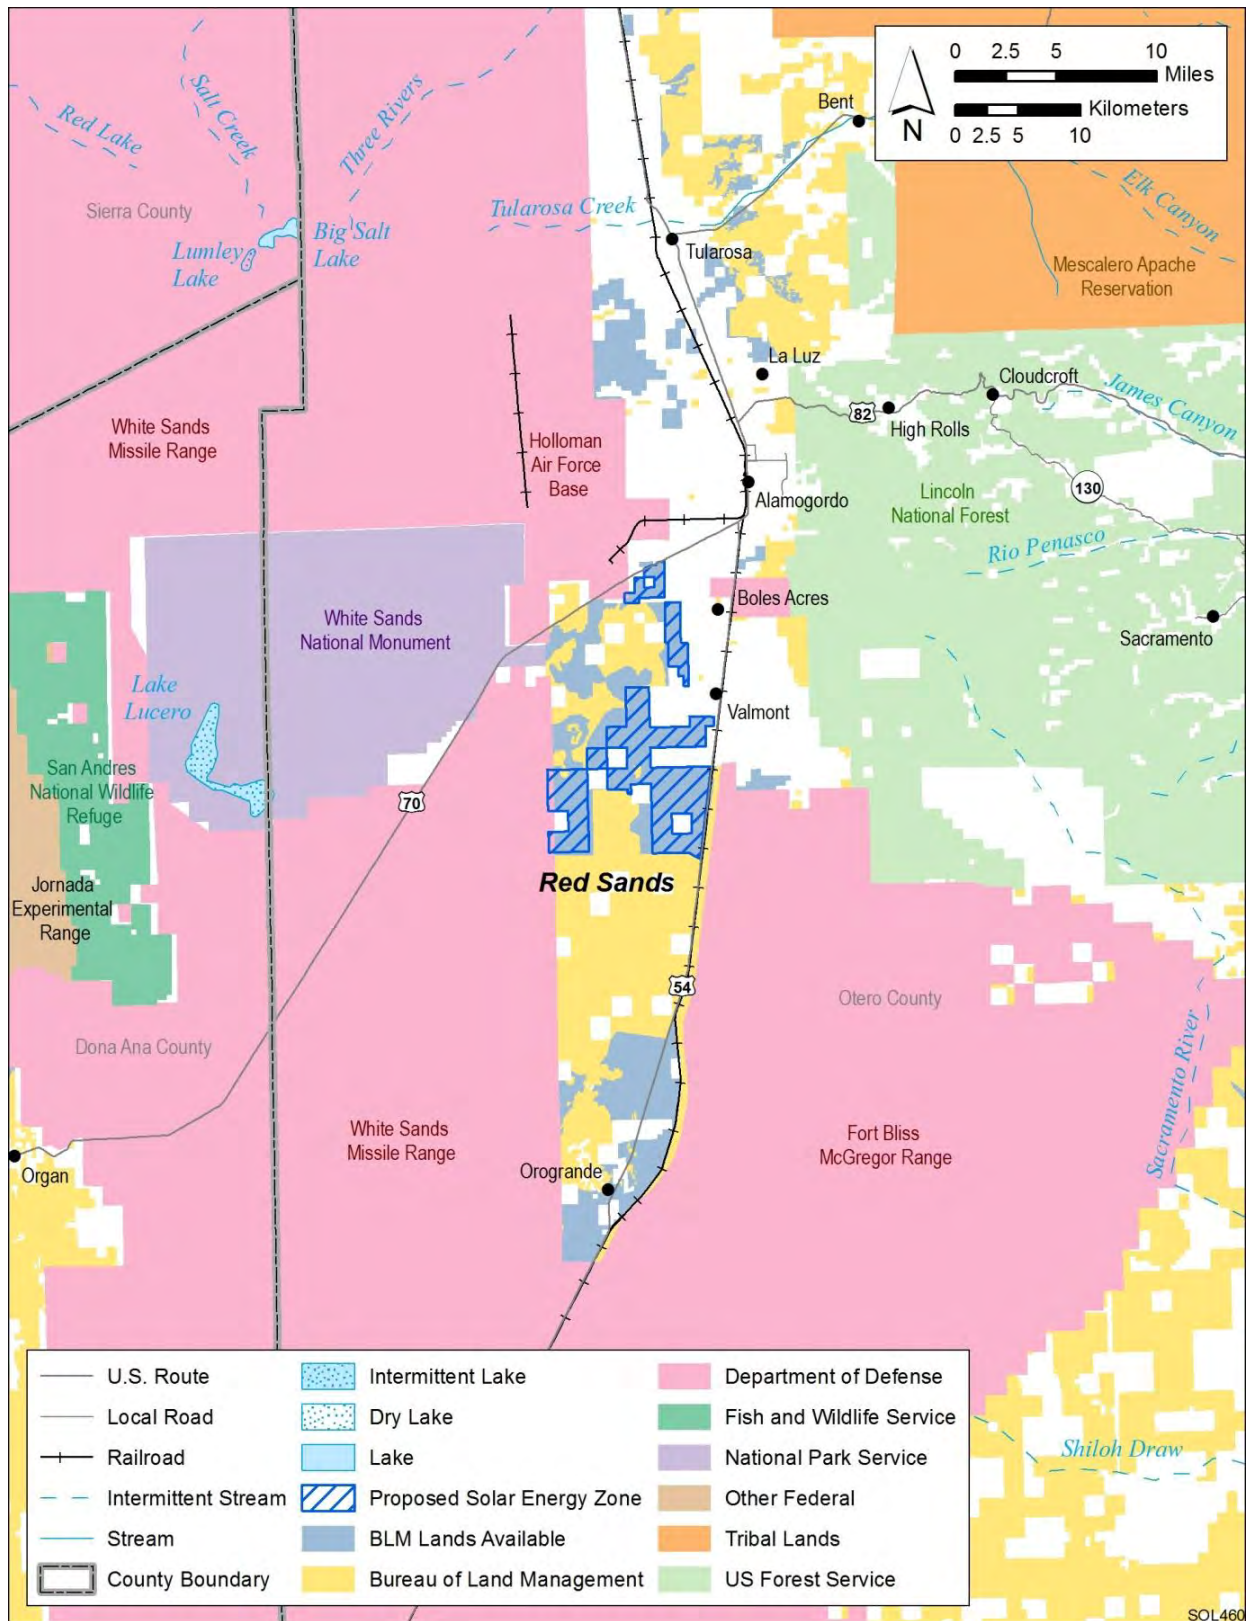 0 2.5 5 10
Miles
Kilometers
0 2.5 5 10
N
Bent
Red Lake
Salt Creek
Three Rivers
Elk Canyon
Sierra County
Tularosa Creek
Big Salt
Lake
Lumley
Lake
Tularosa
Mescalero Apache
Reservation
La Luz
Cloudcroft
James Canyon
82
High Rolls
White Sands
Missile Range
Holloman
Air Force
Base
130
Alamogordo
Lincoln
National Forest
Rio Penasco
Boles Acres
White Sands
National Monument
Sacramento
Lake
Lucero
Valmont
San Andres
National Wildlife
Refuge
70
Red Sands
Jornada
Experimental
Range
54
Otero County
Dona Ana County
Sacramento River
White Sands
Missile Range
Fort Bliss
McGregor Range
Organ
Orogrande
Shiloh Draw
U.S. Route
Local Road
Railroad
Intermittent Stream
Stream
County Boundary
Intermittent Lake
Dry Lake
Lake
Proposed Solar Energy Zone
BLM Lands Available
Bureau of Land Management
Department of Defense
Fish and Wildlife Service
National Park Service
Other Federal
Tribal Lands
US Forest Service
SOL460